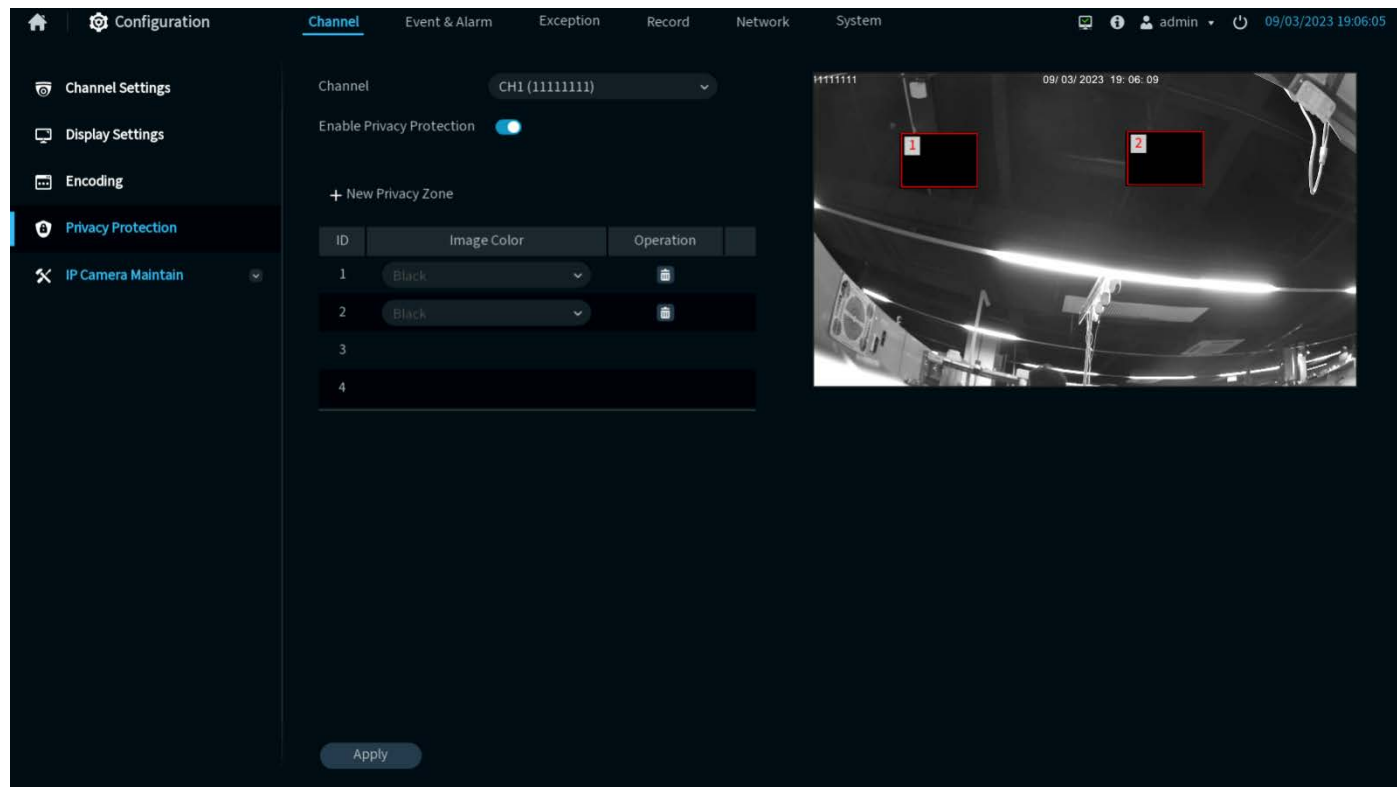 Configuration
Channel Event & Alarm Exception Record Network System
admin 09/03/2023 19:06:05
Channel Settings
Display Settings
Encoding
Privacy Protection
IP Camera Maintain
Channel CH1 (11111111)
Enable Privacy Protection
+ New Privacy Zone
ID Image Color Operation
1 Black
2 Black
3
4
Apply
11111111 09/ 03/ 2023 19: 06: 09
1 2